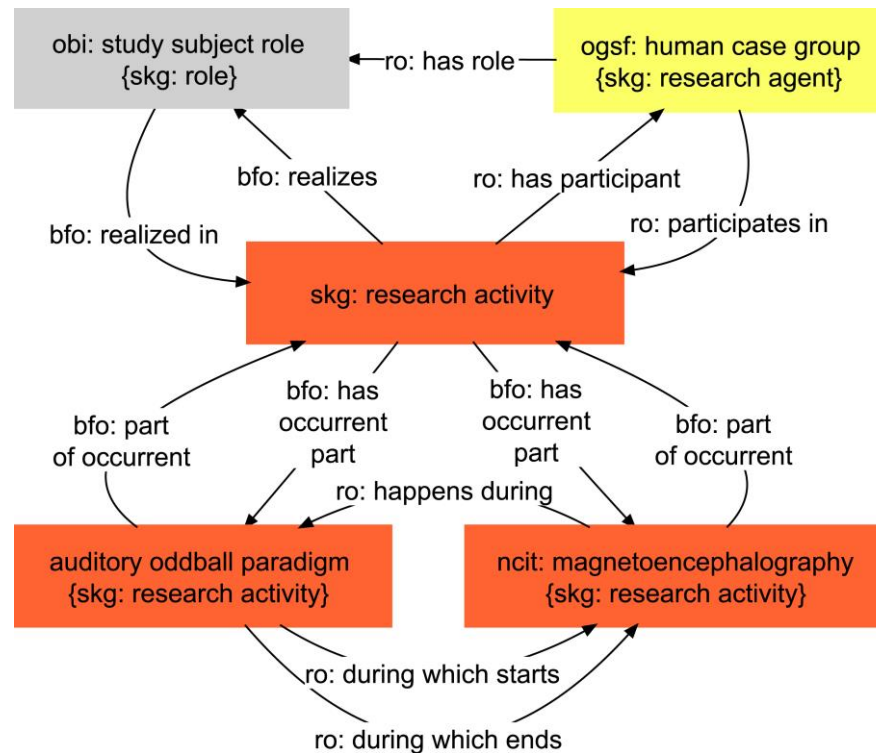 obi: study subject role
{skg: role}
ro: has role
ogsf: human case group
{skg: research agent}
bfo: realizes
ro: has participant
bfo: realized in
ro: participates in
skg: research activity
bfo: part
of occurrent
bfo: has
occurrent
part
bfo: has
occurrent
part
bfo: part
of occurrent
ro: happens during
auditory oddball paradigm
{skg: research activity}
ncit: magnetoencephalography
{skg: research activity}
ro: during which starts
ro: during which ends